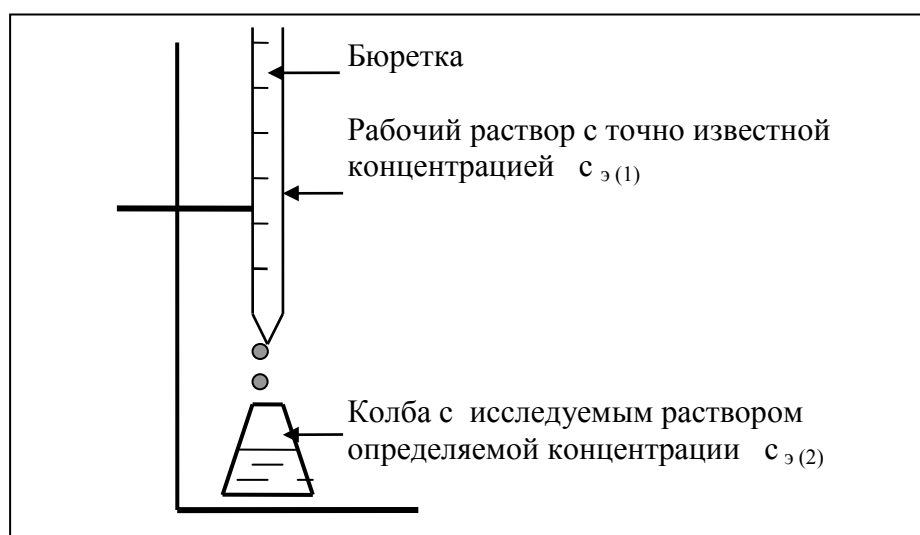 Бюретка
Рабочий раствор с точно известной
концентрацией с э (1)
Колба с исследуемым раствором
определяемой концентрации с э (2)